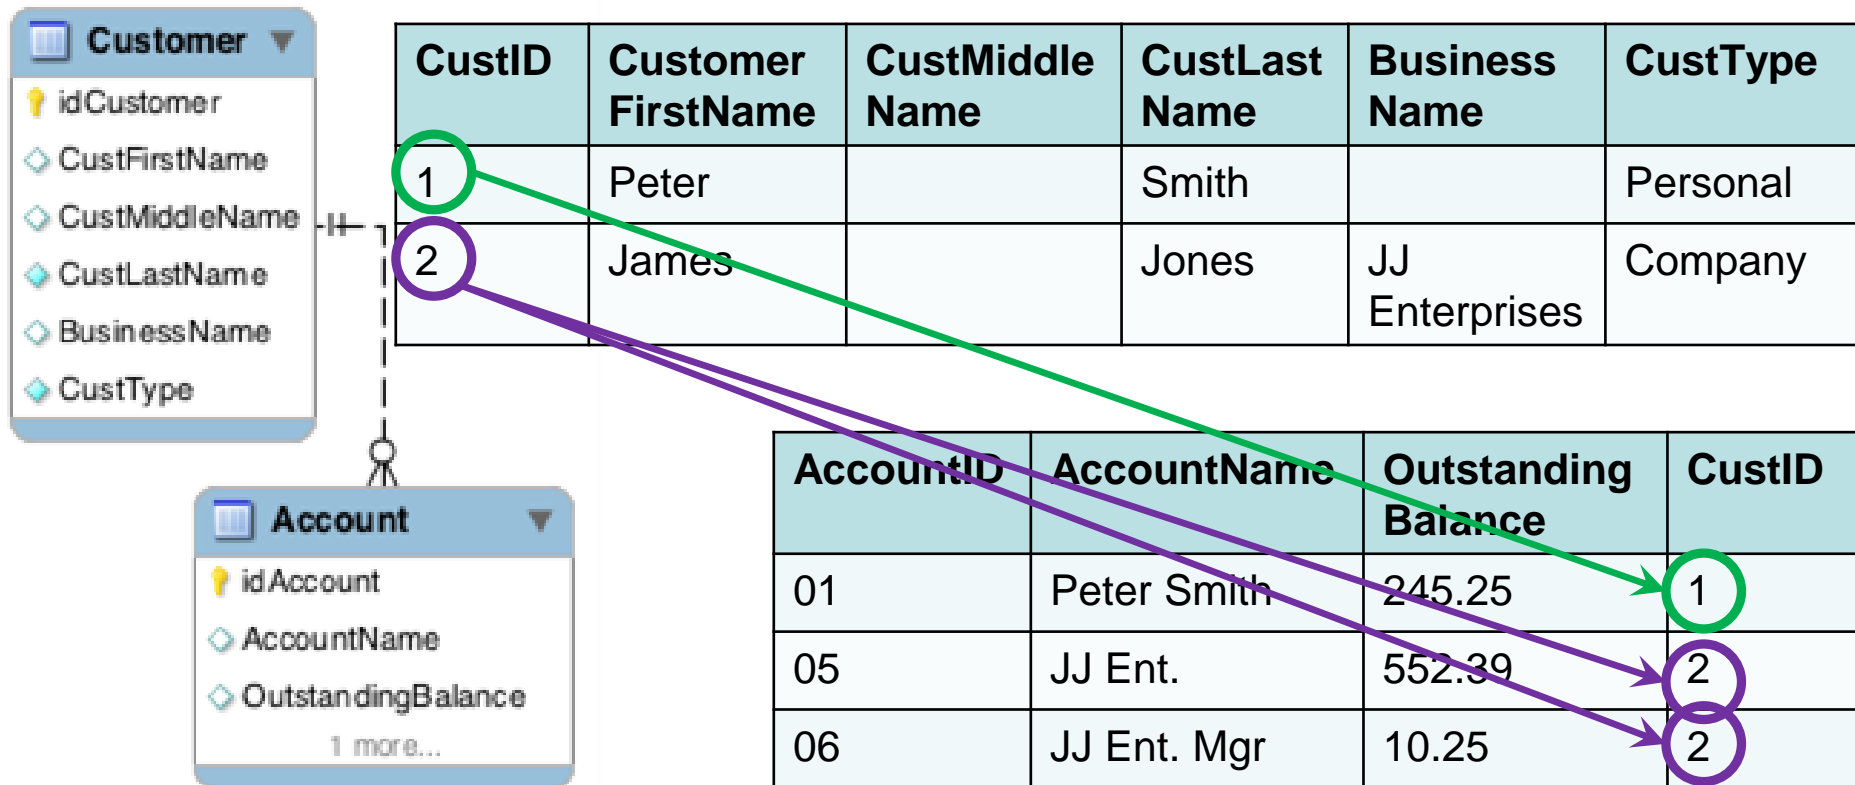 Customer
idCustomer
CustFirstName
CustMiddleName
CustLastName
BusinessName
CustType
CustID
Customer
FirstName
CustMiddle
Name
CustLast
Name
Business
Name
CustType
1
Peter
Smith
Personal
2
James
Jones
JJ
Enterprises
Company
Account
idAccount
AccountName
OutstandingBalance
1 more...
AccountID
AccountName
Outstanding
Balance
CustID
01
Peter Smith
245.25
1
05
JJ Ent.
552.39
2
06
JJ Ent. Mgr
10.25
2